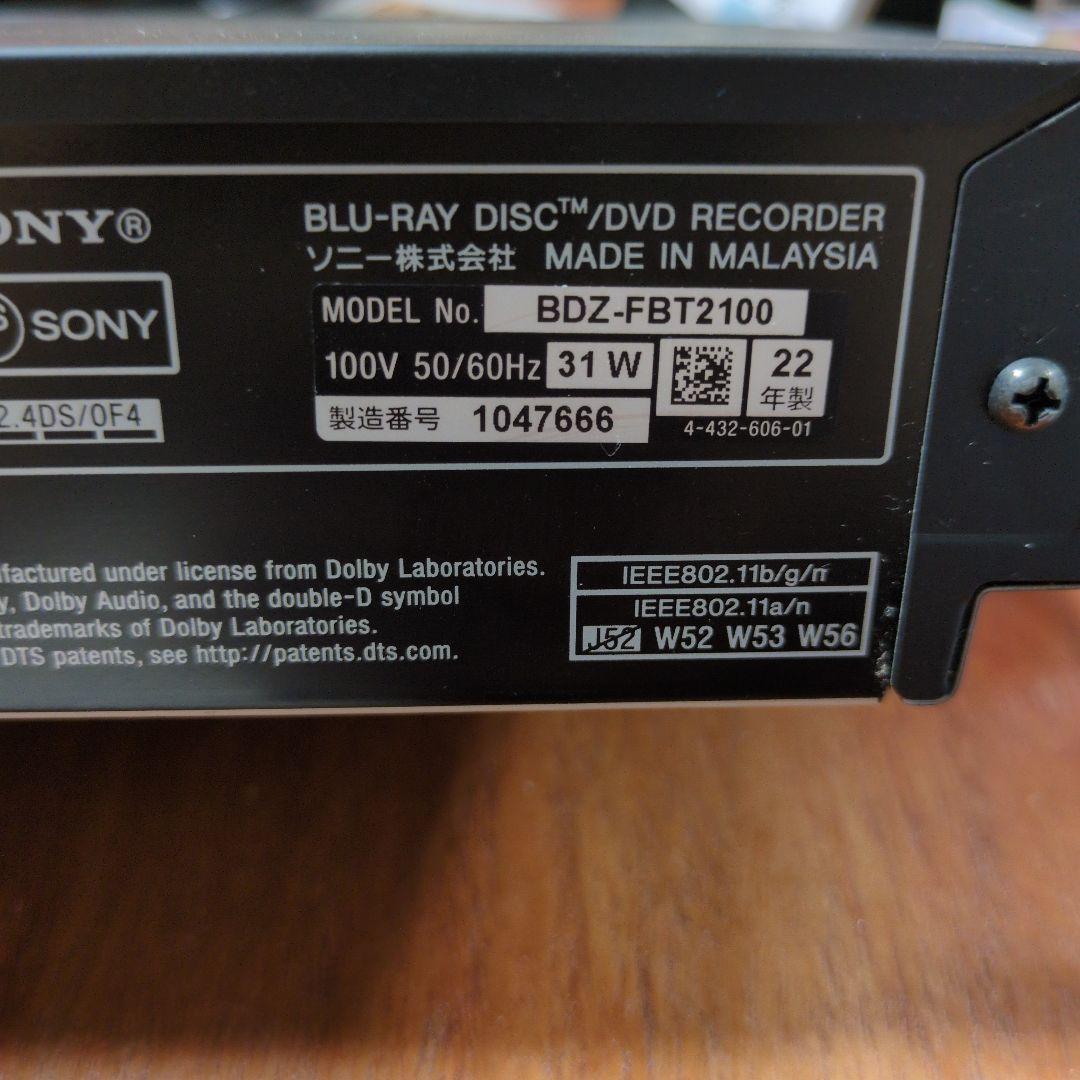 SONY®
BLU-RAY DISC™/DVD RECORDER
ソニー株式会社 MADE IN MALAYSIA
MODEL No. BDZ-FBT2100
SONY
100V 50/60Hz 31 W
22
年製
製造番号 1047666
4-432-606-01
2.4DS/OF4
factured under license from Dolby Laboratories.
y, Dolby Audio, and the double-D symbol
trademarks of Dolby Laboratories.
DTS patents, see http://patents.dts.com.
IEEE802.11b/g/n
IEEE802.11a/n
J52 W52 W53 W56